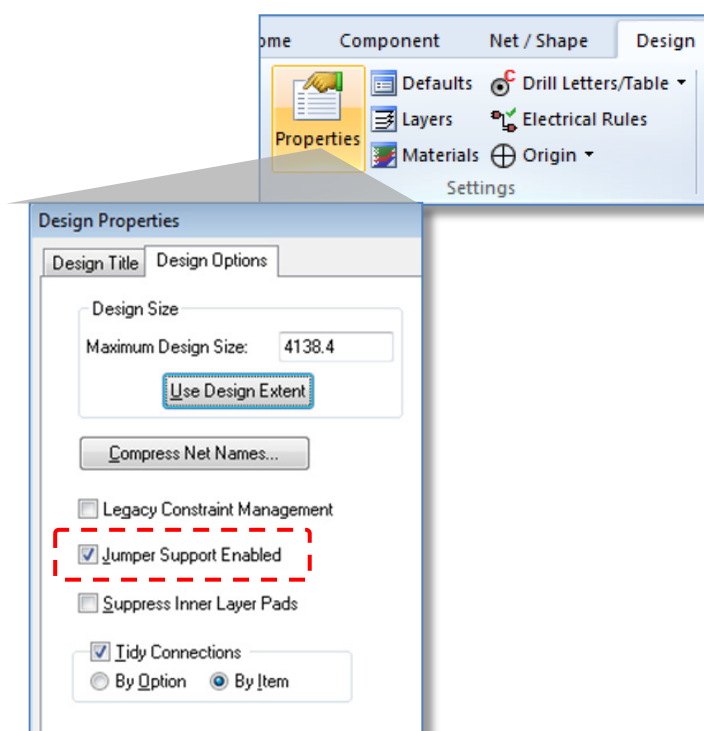 ome Component Net / Shape Design
Properties
Defaults
Drill Letters/Table
Layers
Electrical Rules
Materials
Origin
Settings
Design Properties
Design Title Design Options
Design Size
Maximum Design Size: 4138.4
Use Design Extent
Compress Net Names...
Legacy Constraint Management
Jumper Support Enabled
Suppress Inner Layer Pads
Tidy Connections
By Option By Item